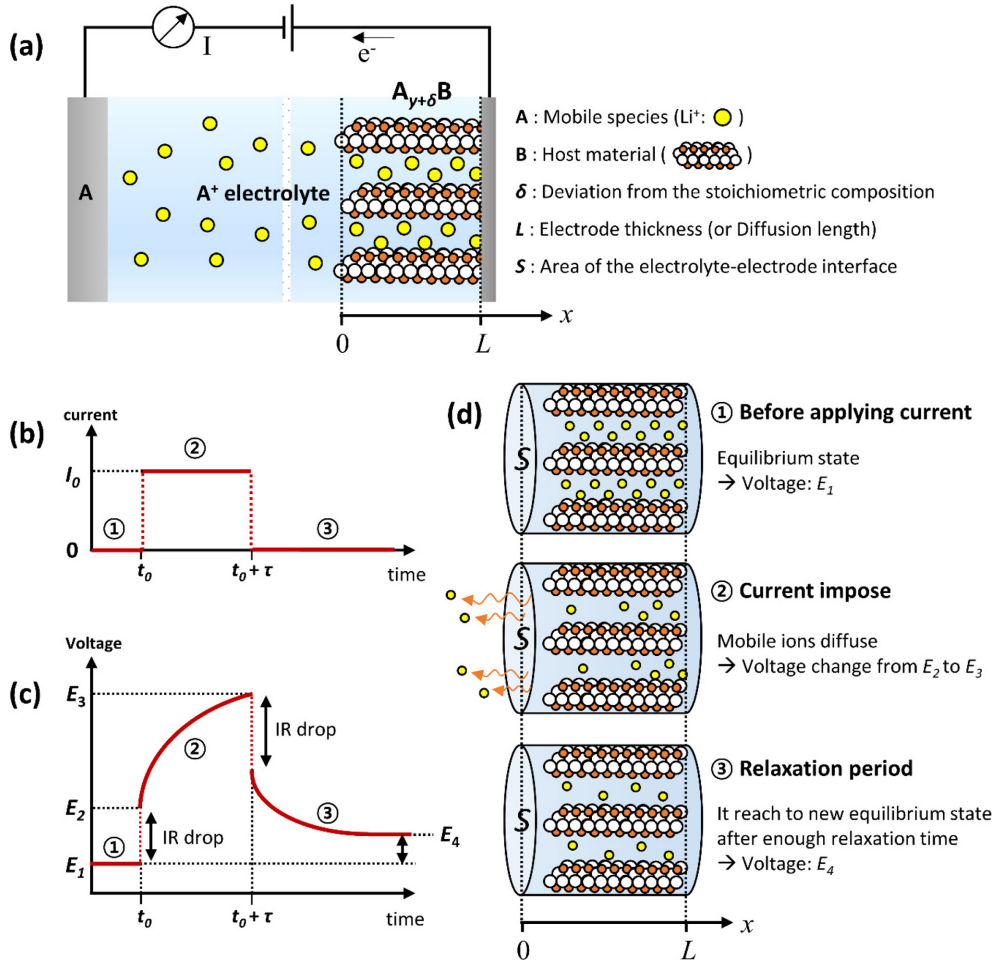 (a)
I
e-
A
A+ electrolyte
Ay+δB
0
L
x
A : Mobile species (Li+: )
B : Host material ( )
δ : Deviation from the stoichiometric composition
L : Electrode thickness (or Diffusion length)
S : Area of the electrolyte-electrode interface
(b)
current
I0
②
①
③
0
t0
t0 + τ
time
(c)
Voltage
E3
②
IR drop
E2
③
①
IR drop
E4
E1
t0
t0 + τ
time
(d)
S
① Before applying current
Equilibrium state
→ Voltage: E1
S
② Current impose
Mobile ions diffuse
→ Voltage change from E2 to E3
S
③ Relaxation period
It reach to new equilibrium state
after enough relaxation time
→ Voltage: E4
0
L
x